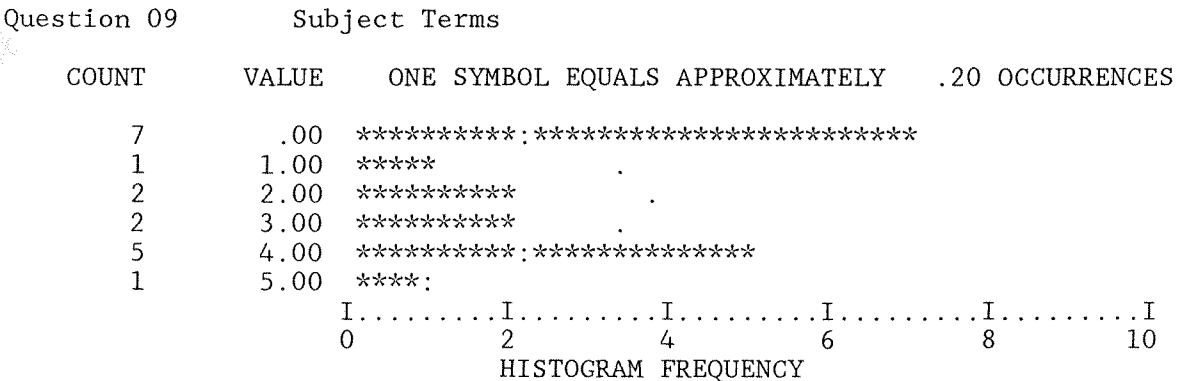 Question 09          Subject Terms
COUNT      VALUE    ONE SYMBOL EQUALS APPROXIMATELY   .20 OCCURRENCES
7         .00  **********:************************
1        1.00  *****            .
2        2.00  **********         .
2        3.00  **********       .
5        4.00  **********:**************
1        5.00  ****:
I.........I.........I.........I.........I.........I
0         2         4         6         8         10
HISTOGRAM FREQUENCY